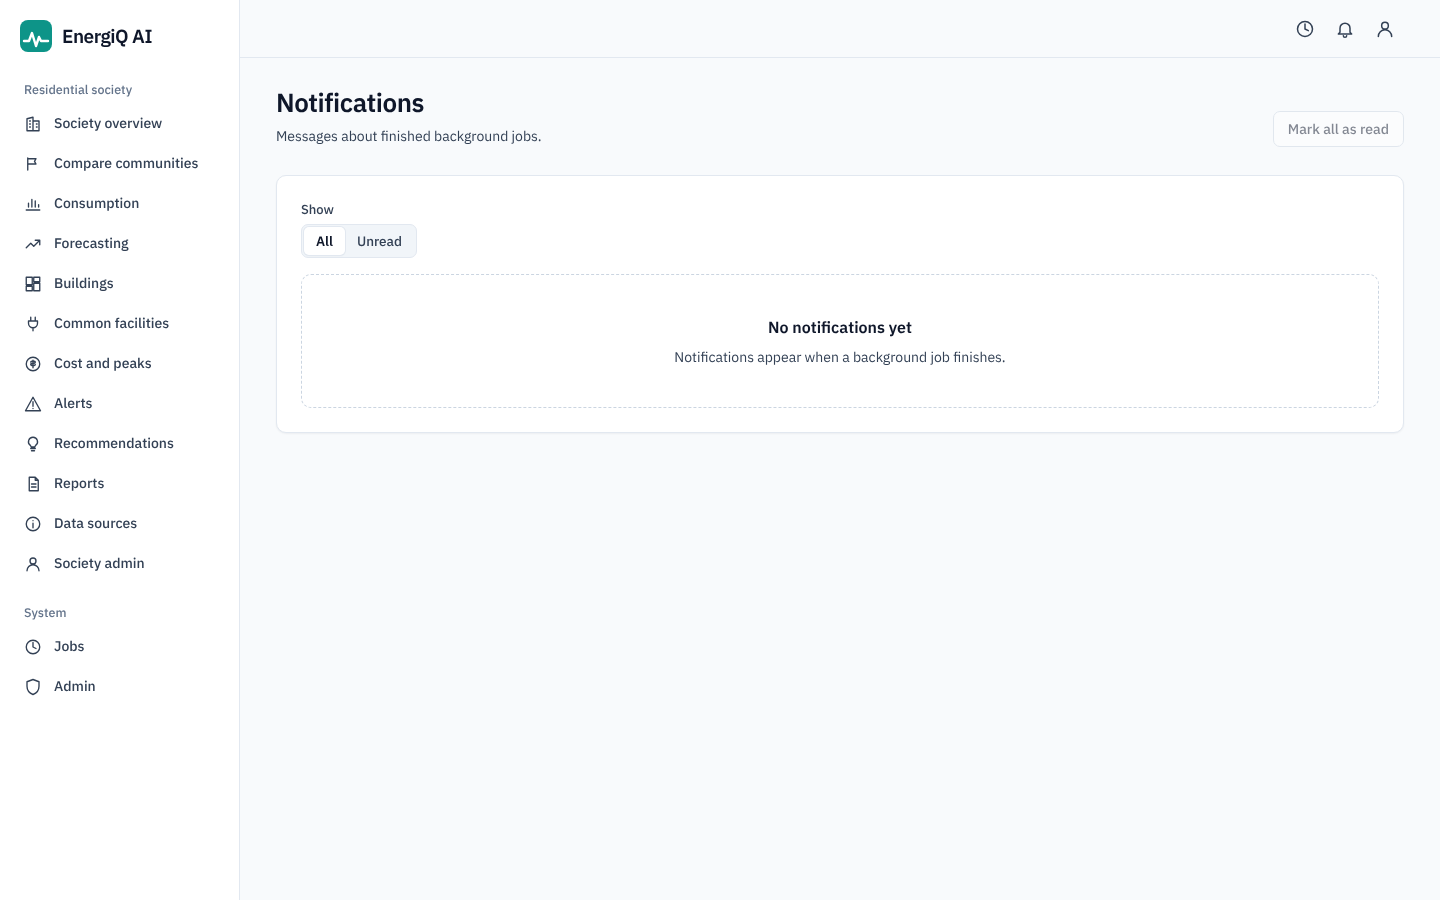 EnergiQ AI
Residential society
Society overview
Compare communities
Consumption
Forecasting
Buildings
Common facilities
Cost and peaks
Alerts
Recommendations
Reports
Data sources
Society admin
System
Jobs
Admin
Notifications
Messages about finished background jobs.
Mark all as read
Show
All Unread
No notifications yet
Notifications appear when a background job finishes.